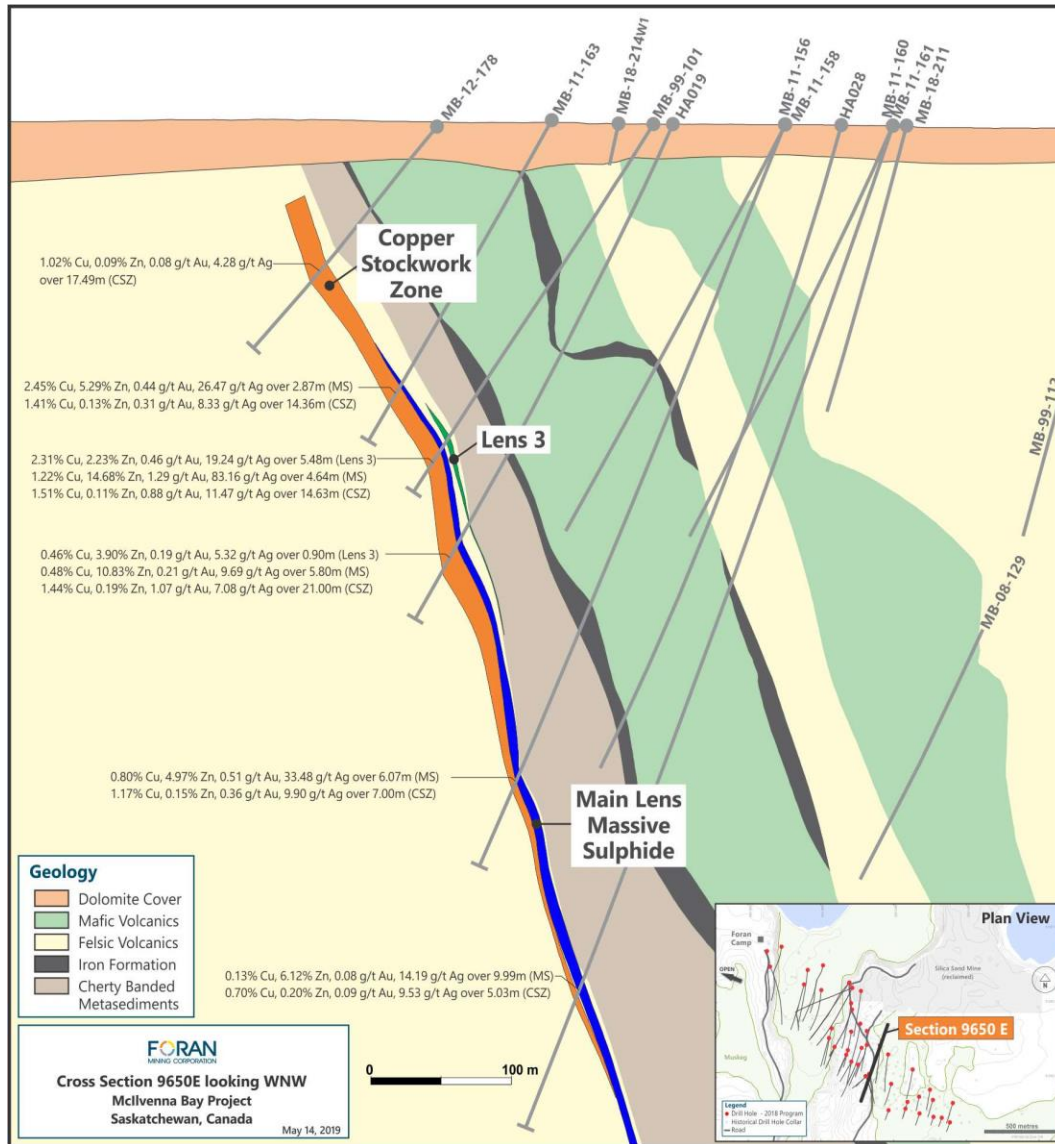 MB-12-178
MB-11-163
MB-18-214W1
MB-99-101
HA019
MB-11-156
MB-11-158
HA028
MB-11-160
MB-11-161
MB-18-211
Copper
Stockwork
Zone
1.02% Cu, 0.09% Zn, 0.08 g/t Au, 4.28 g/t Ag
over 17.49m (CSZ)
2.45% Cu, 5.29% Zn, 0.44 g/t Au, 26.47 g/t Ag over 2.87m (MS)
1.41% Cu, 0.13% Zn, 0.31 g/t Au, 8.33 g/t Ag over 14.36m (CSZ)
Lens 3
2.31% Cu, 2.23% Zn, 0.46 g/t Au, 19.24 g/t Ag over 5.48m (Lens 3)
1.22% Cu, 14.68% Zn, 1.29 g/t Au, 83.16 g/t Ag over 4.64m (MS)
1.51% Cu, 0.11% Zn, 0.88 g/t Au, 11.47 g/t Ag over 14.63m (CSZ)
0.46% Cu, 3.90% Zn, 0.19 g/t Au, 5.32 g/t Ag over 0.90m (Lens 3)
0.48% Cu, 10.83% Zn, 0.21 g/t Au, 9.69 g/t Ag over 5.80m (MS)
1.44% Cu, 0.19% Zn, 1.07 g/t Au, 7.08 g/t Ag over 21.00m (CSZ)
MB-08-129
0.80% Cu, 4.97% Zn, 0.51 g/t Au, 33.48 g/t Ag over 6.07m (MS)
1.17% Cu, 0.15% Zn, 0.36 g/t Au, 9.90 g/t Ag over 7.00m (CSZ)
Main Lens
Massive
Sulphide
0.13% Cu, 6.12% Zn, 0.08 g/t Au, 14.19 g/t Ag over 9.99m (MS)
0.70% Cu, 0.20% Zn, 0.09 g/t Au, 9.53 g/t Ag over 5.03m (CSZ)
Geology
Dolomite Cover
Mafic Volcanics
Felsic Volcanics
Iron Formation
Cherty Banded
Metasediments
FORAN
MINING CORPORATION
Cross Section 9650E looking WNW
McIlvenna Bay Project
Saskatchewan, Canada
May 14, 2019
0 100 m
Plan View
Foran
Camp
OPEN
Silica Sand Mine
(reclaimed)
N
Section 9650 E
Muskeg
Legend
Drill Hole - 2018 Program
Historical Drill Hole Collar
Road
500 metres